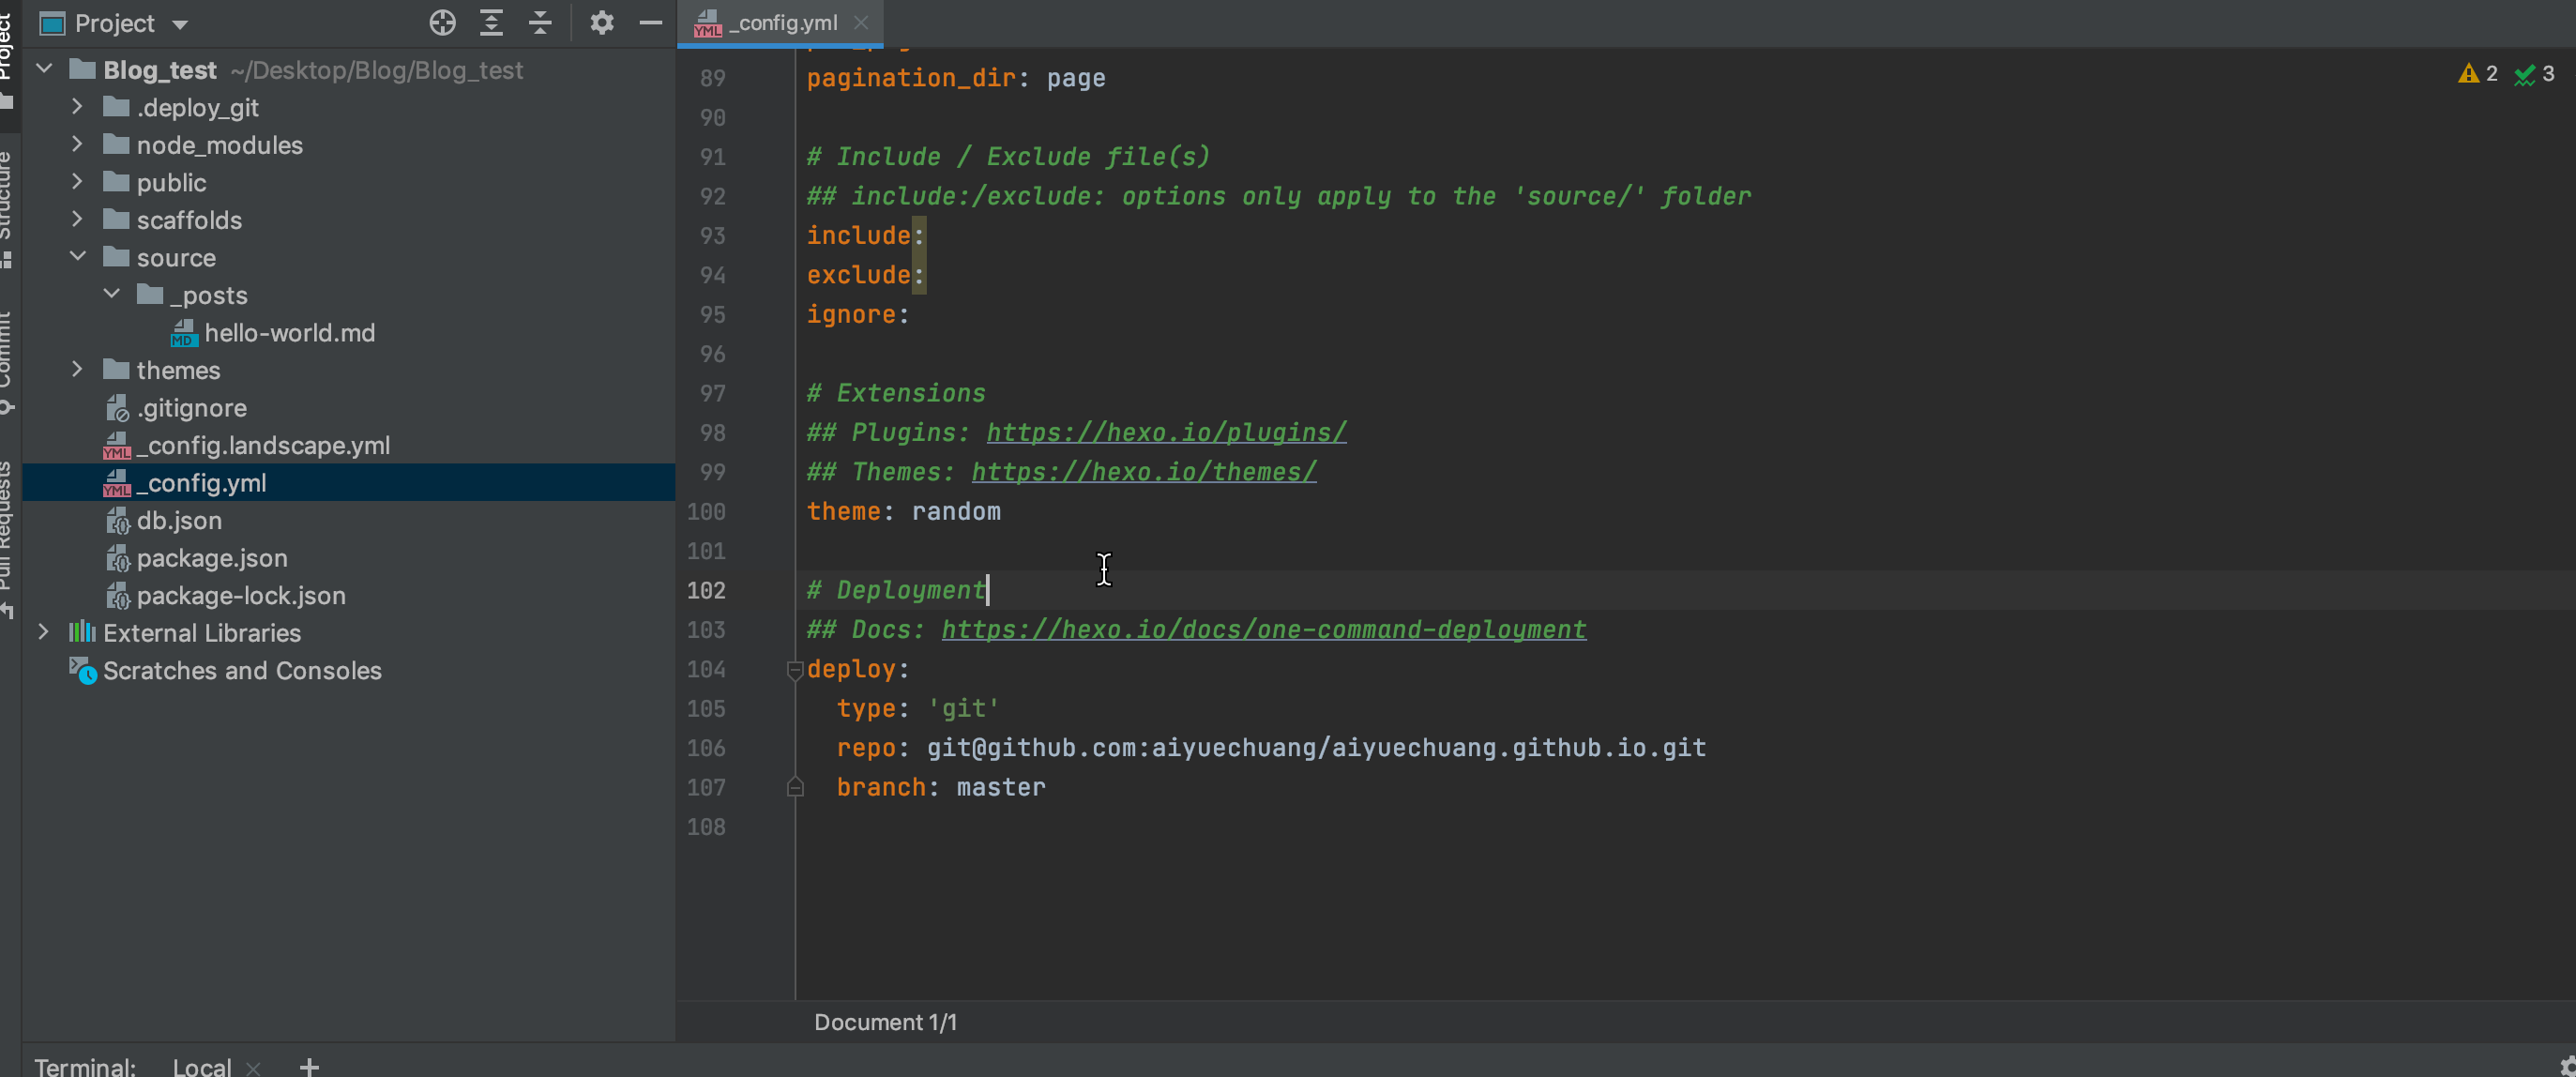 Project
_config.yml
Blog_test ~/Desktop/Blog/Blog_test
.deploy_git
node_modules
public
scaffolds
source
_posts
hello-world.md
themes
.gitignore
_config.landscape.yml
_config.yml
db.json
package.json
package-lock.json
External Libraries
Scratches and Consoles
Project
Structure
Commit
Pull Requests
2 3
89 pagination_dir: page
90
91 # Include / Exclude file(s)
92 ## include:/exclude: options only apply to the 'source/' folder
93 include:
94 exclude:
95 ignore:
96
97 # Extensions
98 ## Plugins: https://hexo.io/plugins/
99 ## Themes: https://hexo.io/themes/
100 theme: random
101
102 # Deployment
103 ## Docs: https://hexo.io/docs/one-command-deployment
104 deploy:
105 type: 'git'
106 repo: git@github.com:aiyuechuang/aiyuechuang.github.io.git
107 branch: master
108
Document 1/1
Terminal: Local